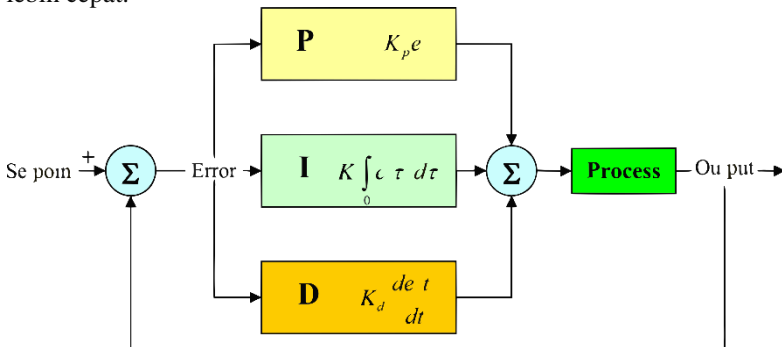 P K_p e
Se poin + Σ Error I K ∫ 0 τ dτ Σ Process Ou put
D K_d de t
dt